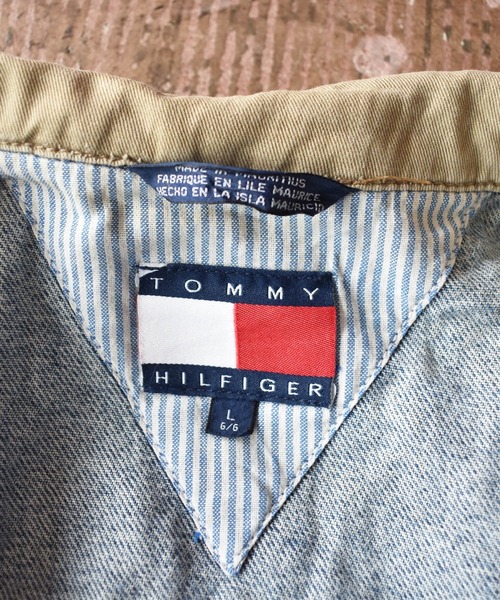 MADE IN MAURITIUS
FABRIQUE EN L'ILE MAURICE
HECHO EN LA ISLA MAURICIO
TOMMY
HILFIGER
L
G/G